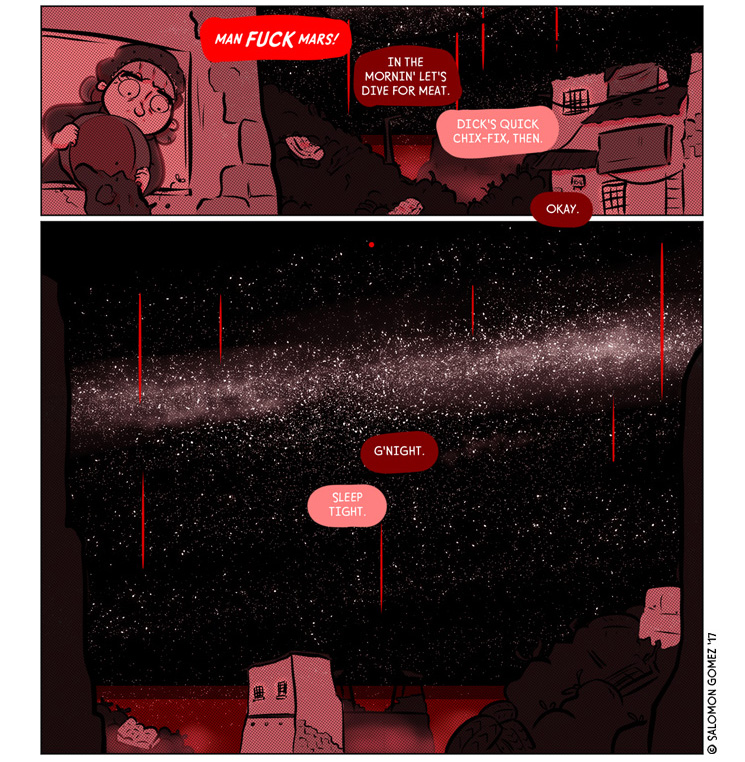 MAN FUCK MARS!
IN THE
MORNIN' LET'S
DIVE FOR MEAT.
DICK'S QUICK
CHIX-FIX, THEN.
OKAY.
G'NIGHT.
SLEEP
TIGHT.
© SALOMON GOMEZ '17